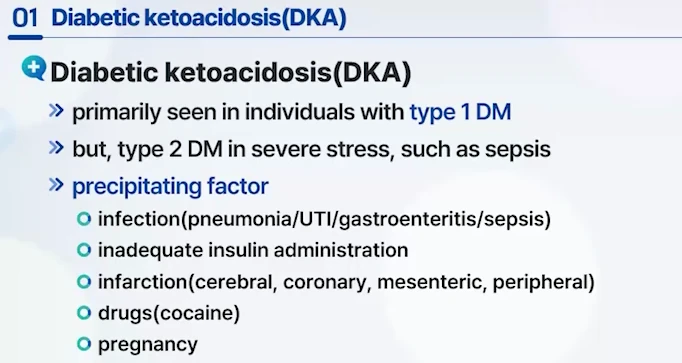 01 Diabetic ketoacidosis(DKA)
Diabetic ketoacidosis(DKA)
primarily seen in individuals with type 1 DM
but, type 2 DM in severe stress, such as sepsis
precipitating factor
infection(pneumonia/UTI/gastroenteritis/sepsis)
inadequate insulin administration
infarction(cerebral, coronary, mesenteric, peripheral)
drugs(cocaine)
pregnancy